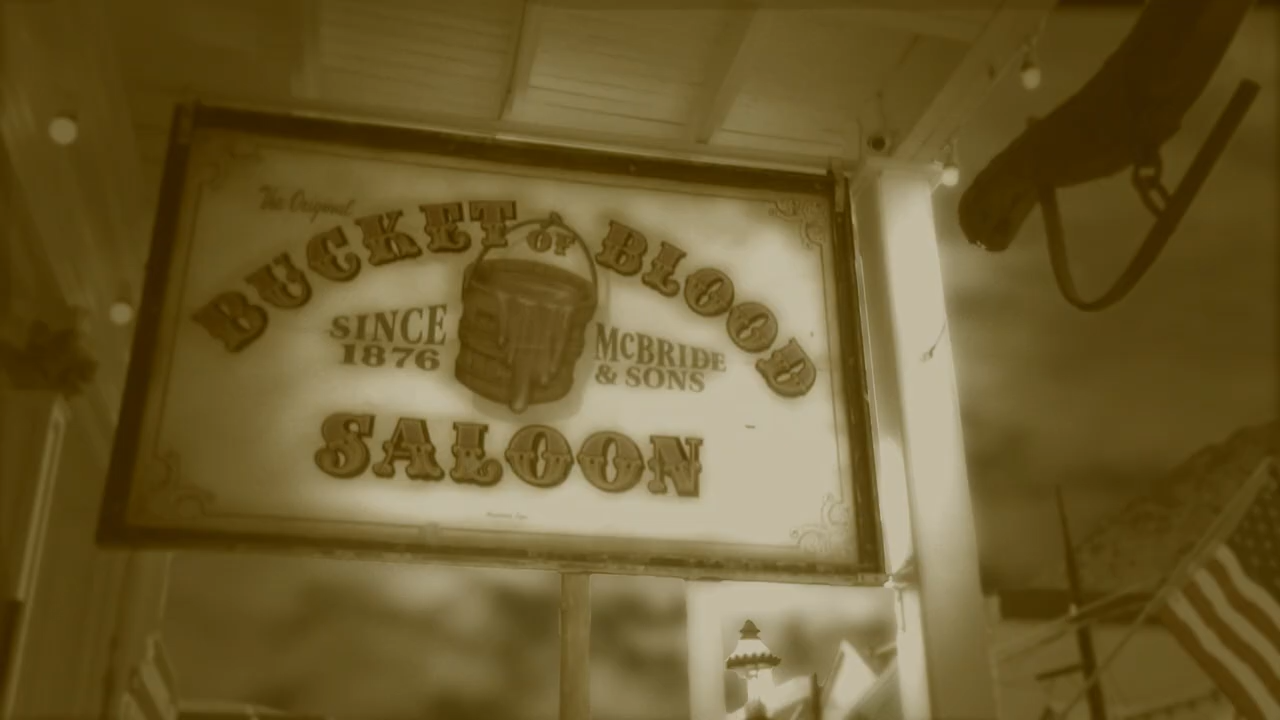 The Original
BUCKET OF BLOOD
SINCE
1876
McBRIDE
& SONS
SALOON